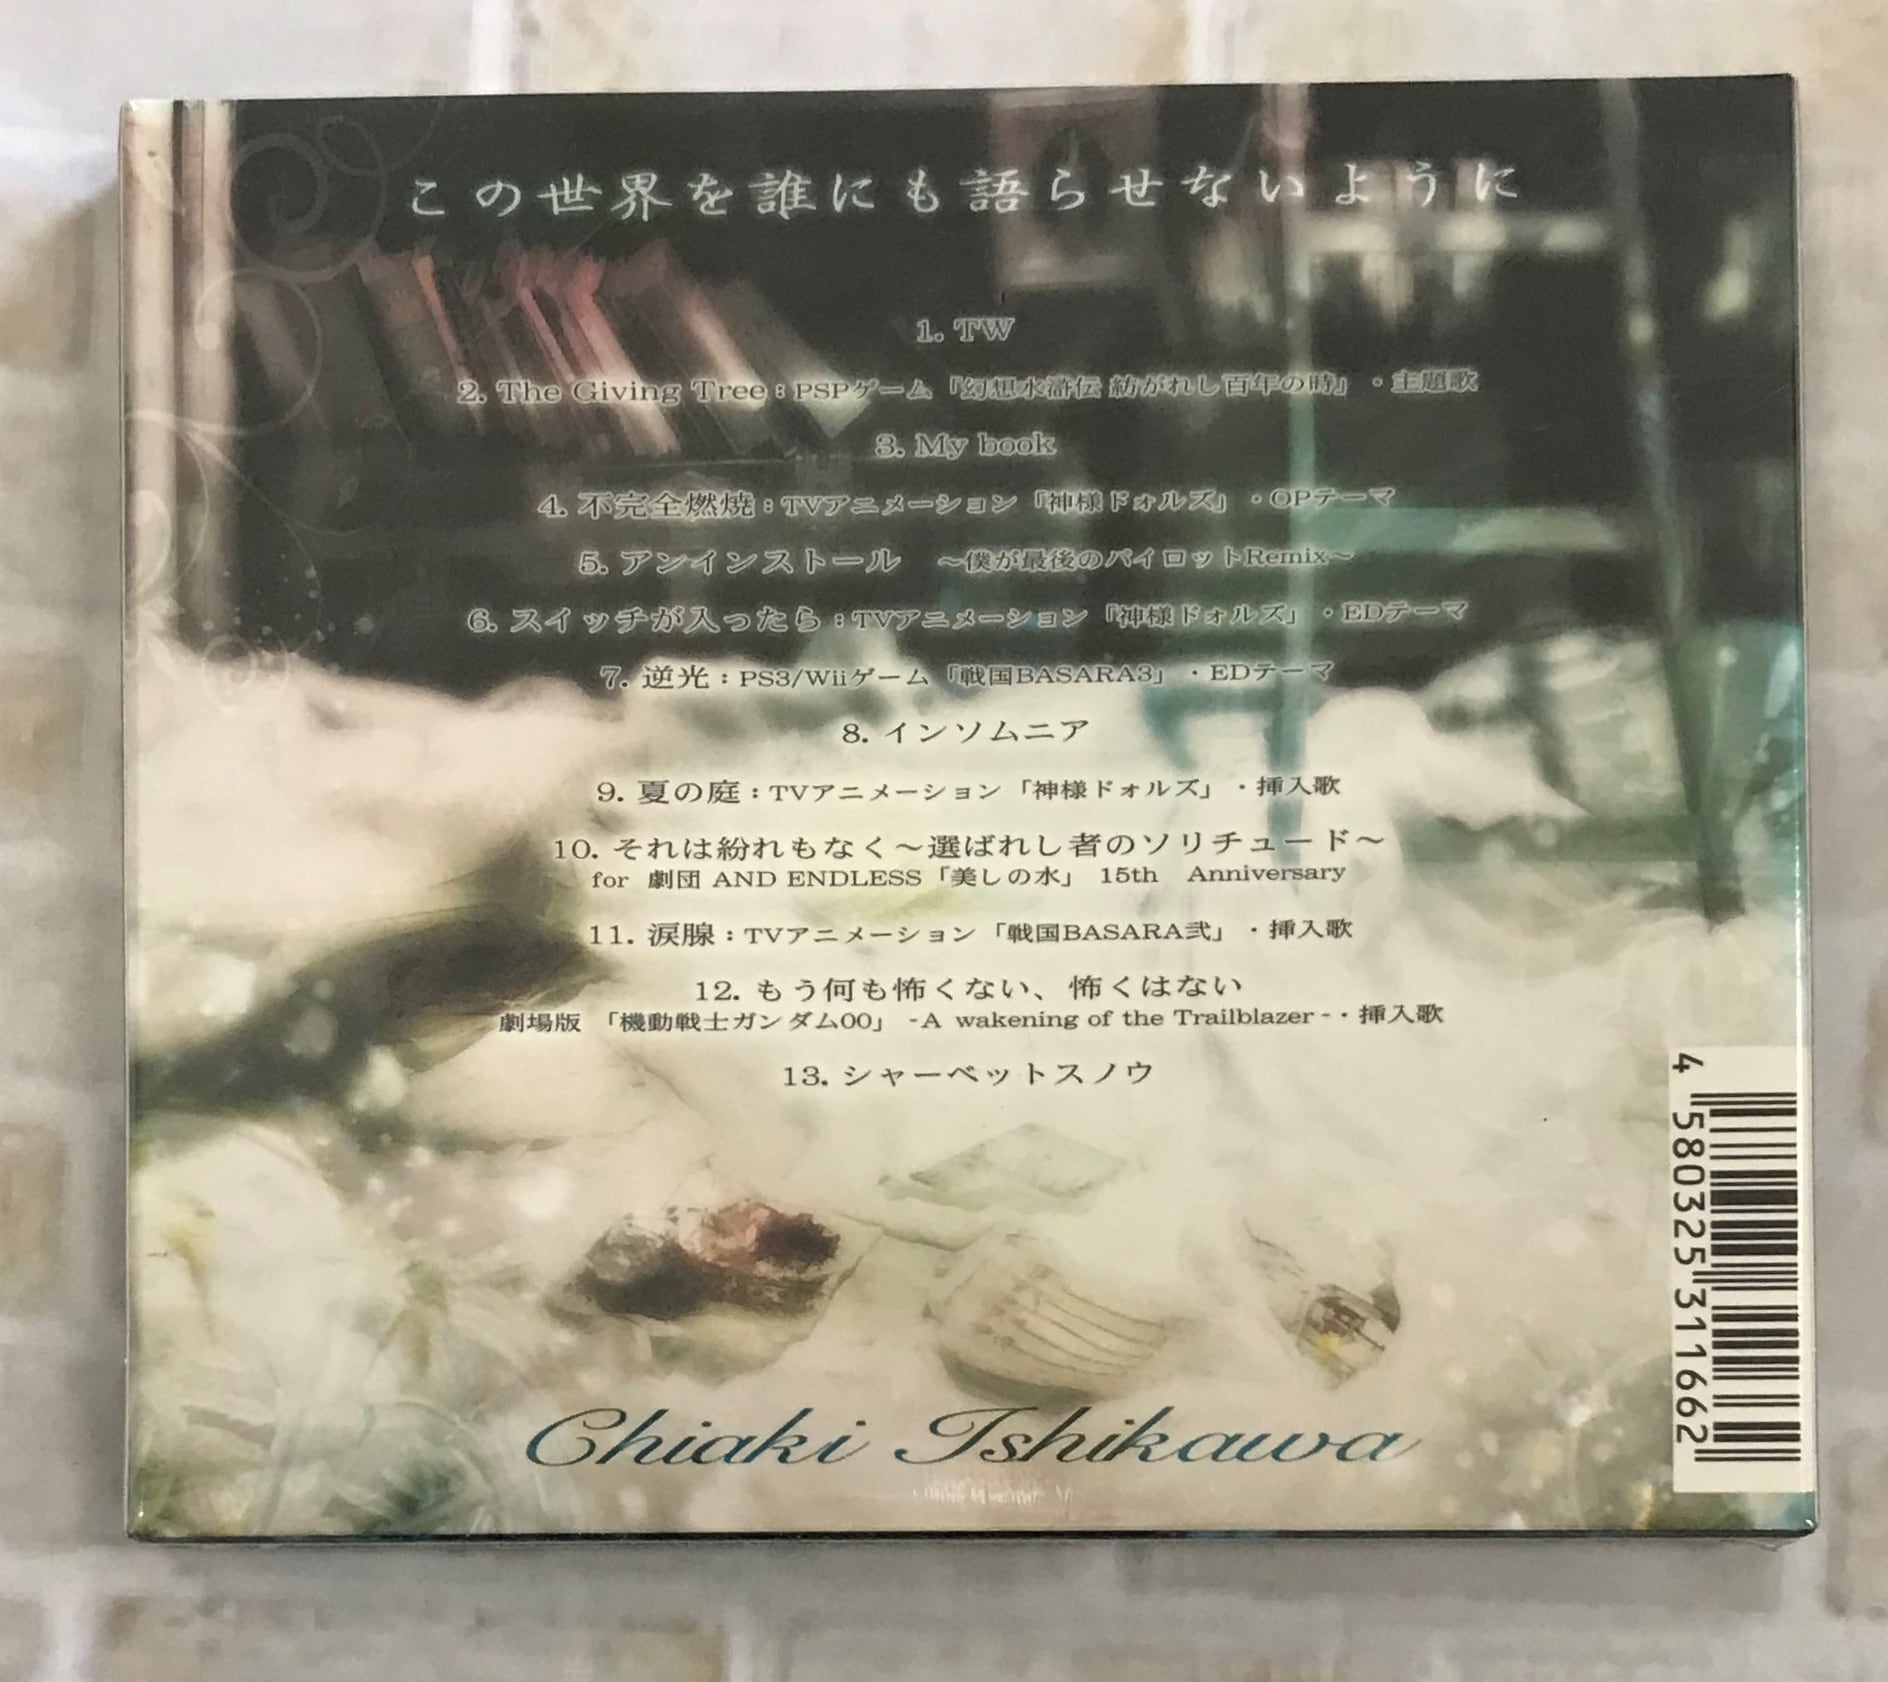 この世界を誰にも語らせないように
1. TW
2. The Giving Tree：PSPゲーム「幻想水滸伝 紡がれし百年の時」・主題歌
3. My book
4. 不完全燃焼：TVアニメーション「神様ドォルズ」・OPテーマ
5. アンインストール ～僕が最後のパイロットRemix～
6. スイッチが入ったら：TVアニメーション「神様ドォルズ」・EDテーマ
7. 逆光：PS3/Wiiゲーム「戦国BASARA3」・EDテーマ
8. インソムニア
9. 夏の庭：TVアニメーション「神様ドォルズ」・挿入歌
10. それは紛れもなく～選ばれし者のソリチュード～
for 劇団 AND ENDLESS「美しの水」 15th Anniversary
11. 涙腺：TVアニメーション「戦国BASARA弐」・挿入歌
12. もう何も怖くない、怖くはない
劇場版 「機動戦士ガンダム00」 -A wakening of the Trailblazer-・挿入歌
13. シャーベットスノウ
4 580325 311662
Chiaki Ishikawa